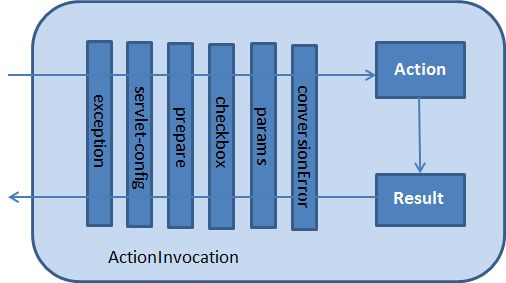 exception
servlet-config
prepare
checkbox
params
conversionError
Action
Result
ActionInvocation